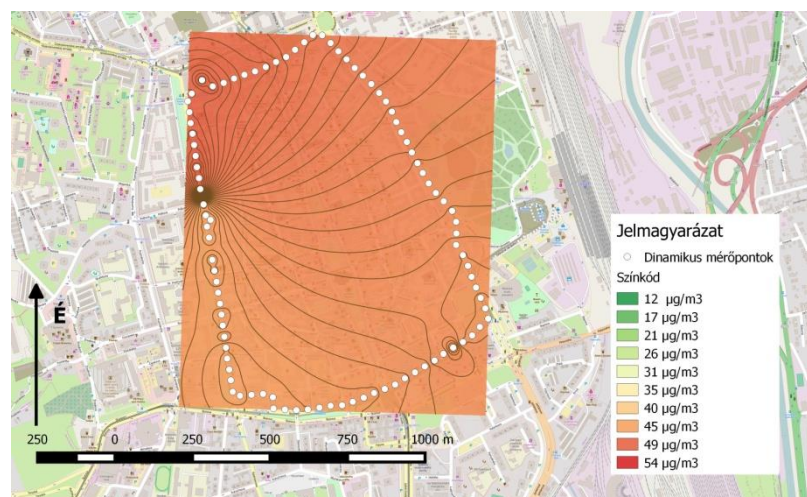 Jelmagyarázat
Dinamikus mérőpontok
Színkód
12 µg/m3
17 µg/m3
21 µg/m3
26 µg/m3
31 µg/m3
35 µg/m3
40 µg/m3
45 µg/m3
49 µg/m3
54 µg/m3
É
250 0 250 500 750 1000 m